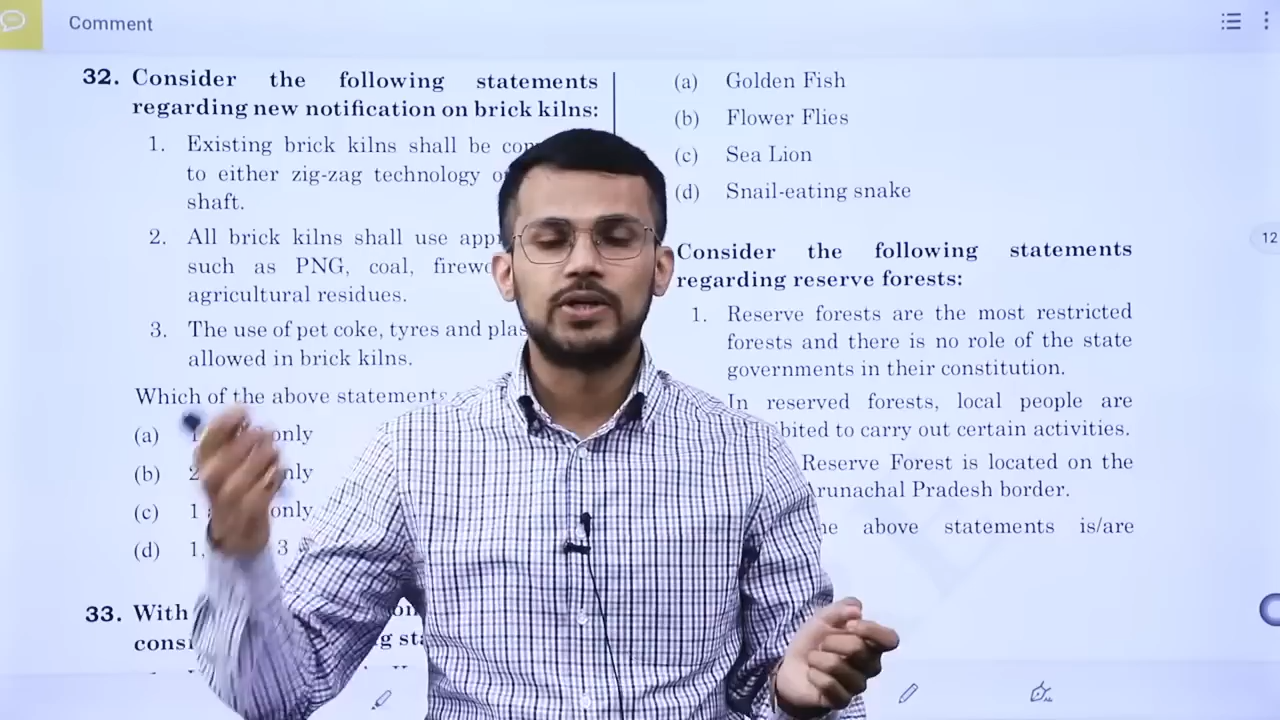 Comment
32. Consider the following statements
regarding new notification on brick kilns:
1. Existing brick kilns shall be
to either zig-zag technology
shaft.
2. All brick kilns shall use
such as PNG, coal,
agricultural residues.
3. The use of pet coke, tyres and
allowed in brick kilns.
Which of the above statements
(a) only
(b) only
(c) 1 only
(d) 1, 3
33. With
(a) Golden Fish
(b) Flower Flies
(c) Sea Lion
(d) Snail-eating snake
Consider the following statements
regarding reserve forests:
1. Reserve forests are the most restricted
forests and there is no role of the state
governments in their constitution.
In reserved forests, local people are
to carry out certain activities.
Reserve Forest is located on the
Arunachal Pradesh border.
above statements is/are
12